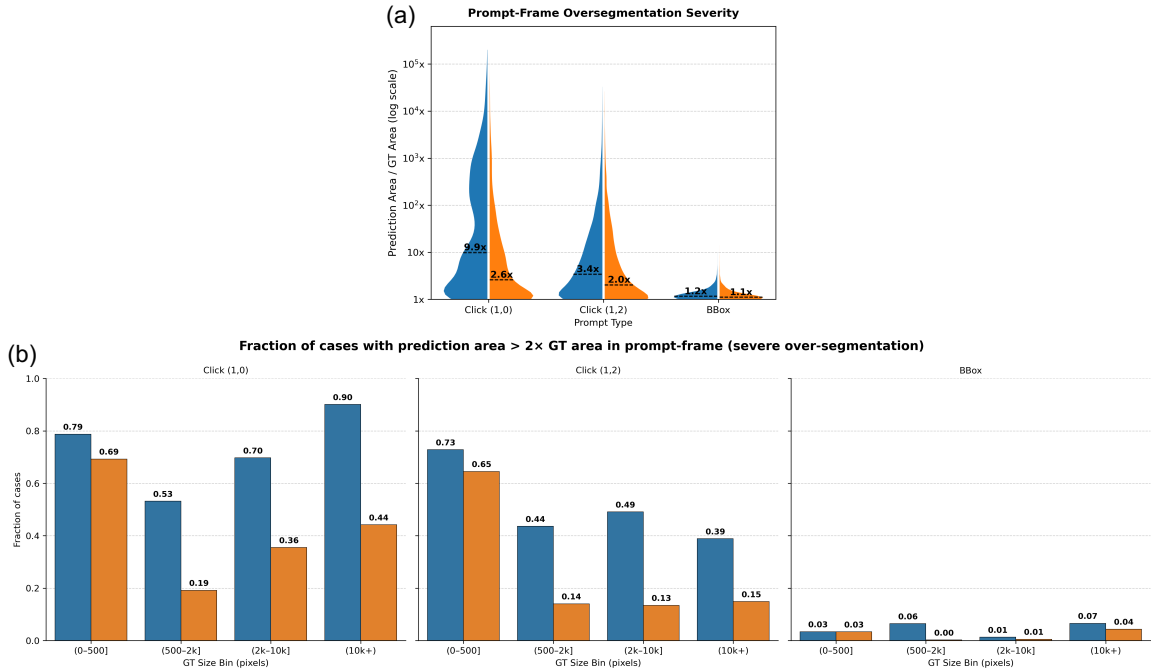 (a)
Prompt-Frame Oversegmentation Severity
Prediction Area / GT Area (log scale)
10⁵x
10⁴x
10³x
10²x
10x
1x
9.9x
2.6x
3.4x
2.0x
1.2x
1.1x
Click (1,0)
Click (1,2)
BBox
Prompt Type
(b)
Fraction of cases with prediction area > 2× GT area in prompt-frame (severe over-segmentation)
Click (1,0)
Click (1,2)
BBox
Fraction of cases
1.0
0.8
0.6
0.4
0.2
0.0
0.79
0.69
0.53
0.19
0.70
0.36
0.90
0.44
0.73
0.65
0.44
0.14
0.49
0.13
0.39
0.15
0.03
0.03
0.06
0.00
0.01
0.01
0.07
0.04
(0–500]
(500–2k]
(2k–10k]
(10k+)
(0–500]
(500–2k]
(2k–10k]
(10k+)
(0–500]
(500–2k]
(2k–10k]
(10k+)
GT Size Bin (pixels)
GT Size Bin (pixels)
GT Size Bin (pixels)